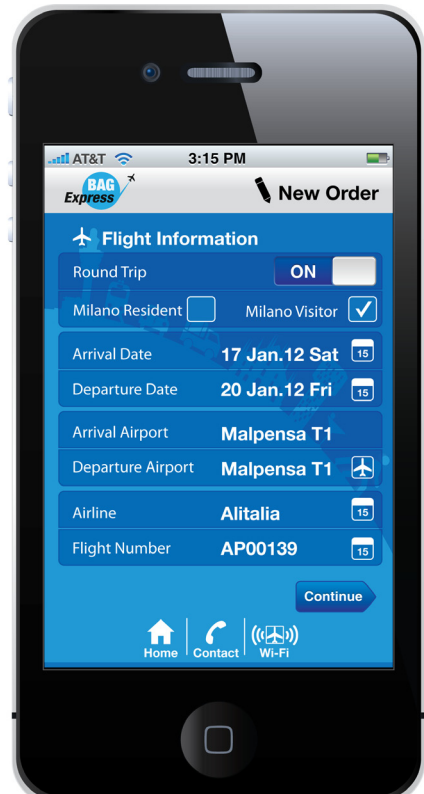 AT&T 3:15 PM
BAG
Express
New Order
Flight Information
Round Trip ON
Milano Resident Milano Visitor
Arrival Date 17 Jan.12 Sat 15
Departure Date 20 Jan.12 Fri 15
Arrival Airport Malpensa T1
Departure Airport Malpensa T1
Airline Alitalia 15
Flight Number AP00139 15
Continue
Home Contact Wi-Fi